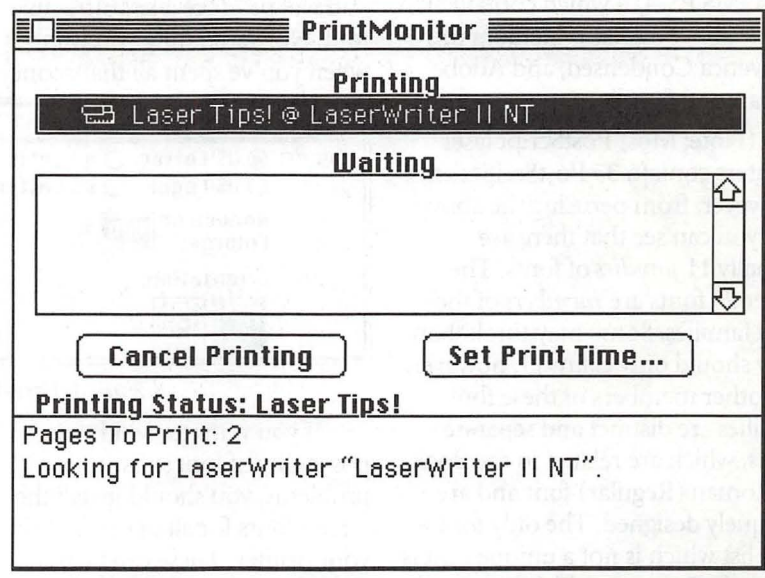 PrintMonitor
Printing
Laser Tips! @ LaserWriter II NT
Waiting
Cancel Printing
Set Print Time...
Printing Status: Laser Tips!
Pages To Print: 2
Looking for LaserWriter “LaserWriter II NT”.